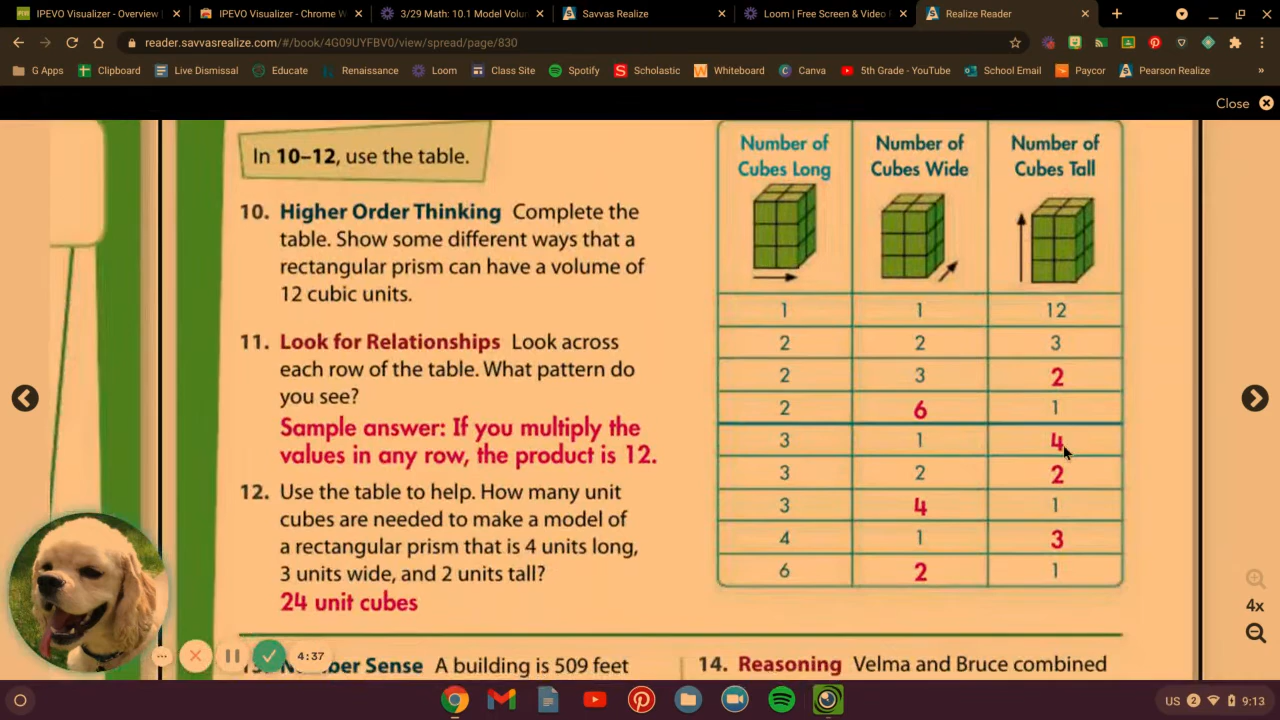 IPEVO Visualizer - Overview
IPEVO Visualizer - Chrome W
3/29 Math: 10.1 Model Volun
Savvas Realize
Loom | Free Screen & Video
Realize Reader
reader.savvasrealize.com/#/book/4G09UYFBV0/view/spread/page/830
G Apps
Clipboard
Live Dismissal
Educate
Renaissance
Loom
Class Site
Spotify
Scholastic
Whiteboard
Canva
5th Grade - YouTube
School Email
Paycor
Pearson Realize
»
Close
In 10–12, use the table.
10. Higher Order Thinking Complete the
table. Show some different ways that a
rectangular prism can have a volume of
12 cubic units.
11. Look for Relationships Look across
each row of the table. What pattern do
you see?
Sample answer: If you multiply the
values in any row, the product is 12.
12. Use the table to help. How many unit
cubes are needed to make a model of
a rectangular prism that is 4 units long,
3 units wide, and 2 units tall?
24 unit cubes
Number of Cubes Long
Number of Cubes Wide
Number of Cubes Tall
1 1 12
2 2 3
2 3 2
2 6 1
3 1 4
3 2 2
3 4 1
4 1 3
6 2 1
Number Sense A building is 509 feet
14. Reasoning Velma and Bruce combined
4x
4:37
US 2 9:13